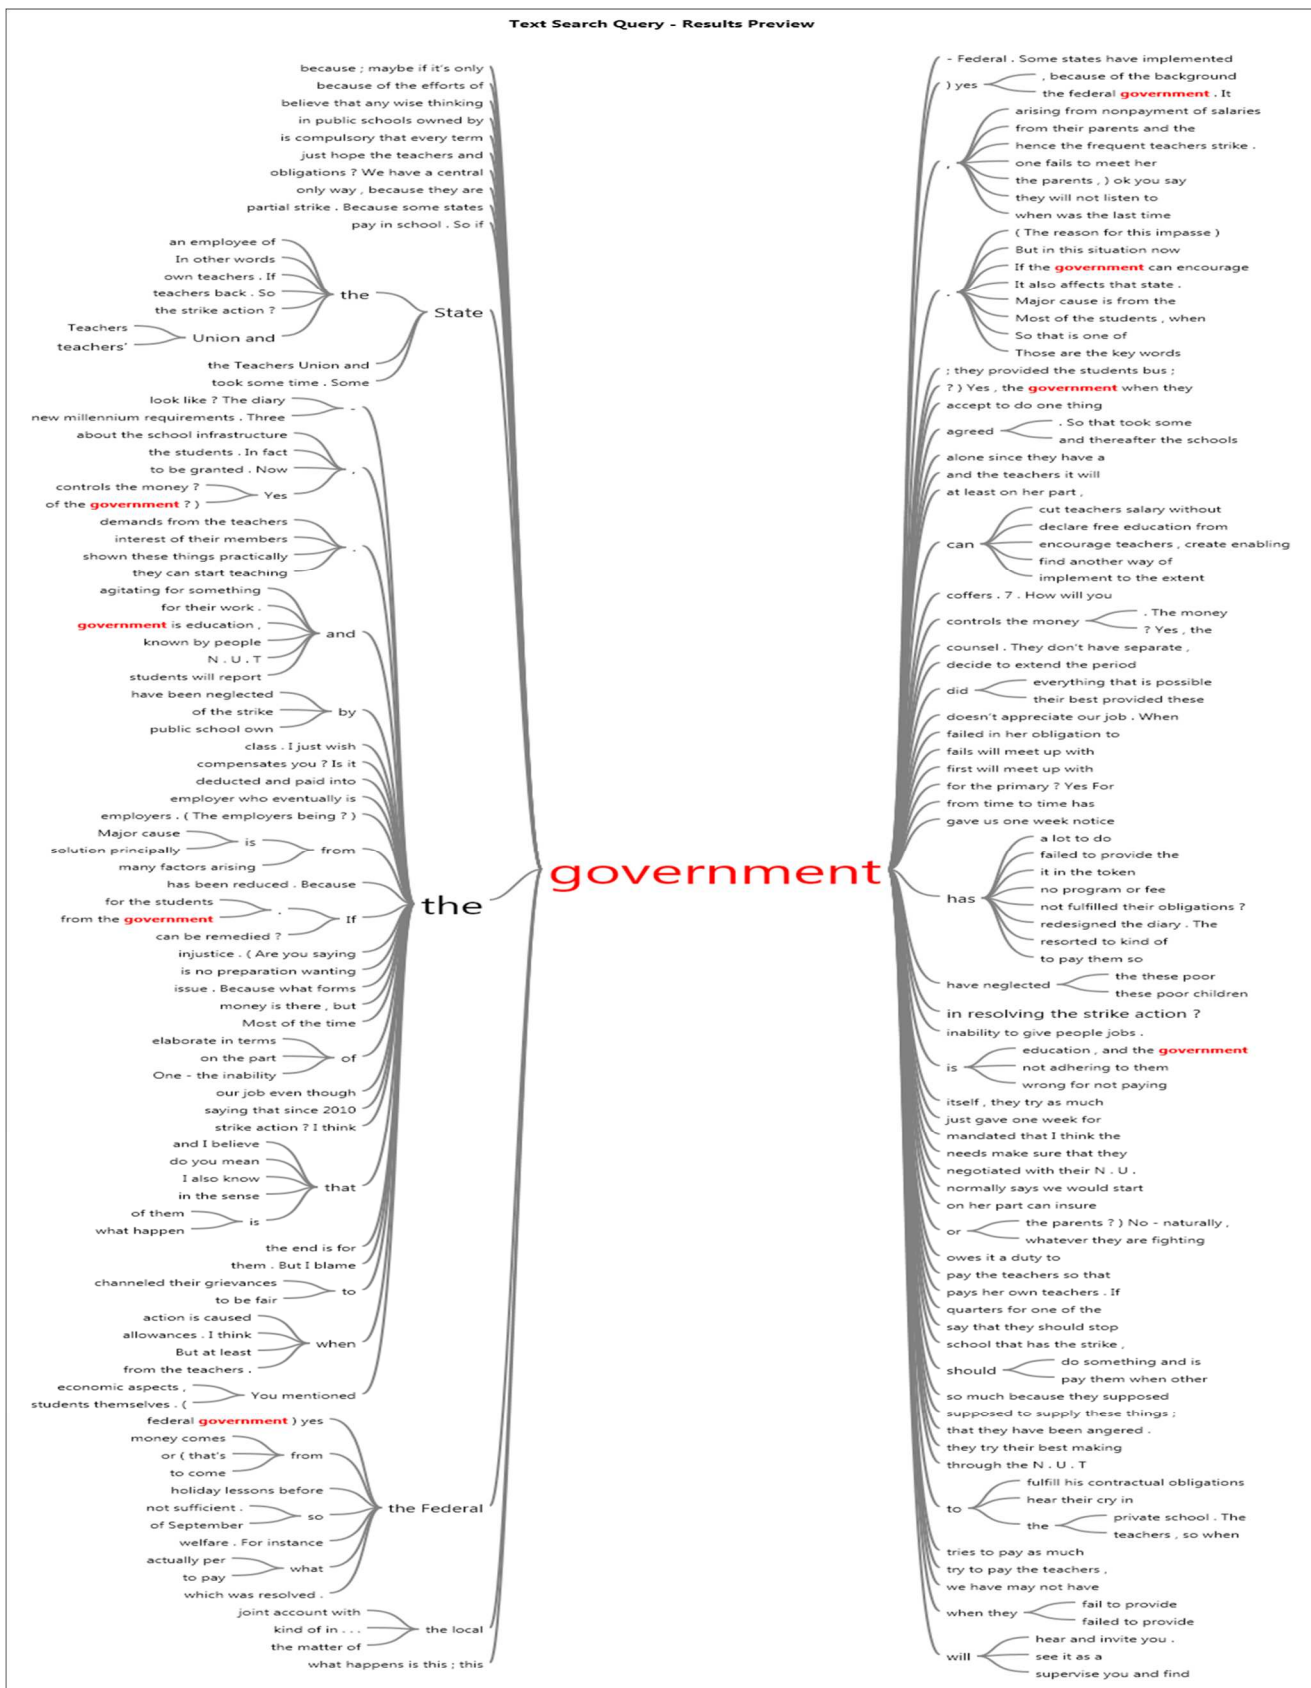 Text Search Query - Results Preview
because ; maybe if it's only
because of the efforts of
believe that any wise thinking
in public schools owned by
is compulsory that every term
just hope the teachers and
obligations ? We have a central
only way , because they are
partial strike . Because some states
pay in school . So if
an employee of
In other words
own teachers . If
teachers back . So
the strike action ?
Teachers
teachers'
Union and
the
State
the Teachers Union and
took some time . Some
look like ? The diary
new millennium requirements . Three
-
about the school infrastructure
the students . In fact
to be granted . Now
controls the money ?
of the government ? )
Yes
,
demands from the teachers
interest of their members
shown these things practically
they can start teaching
.
agitating for something
for their work .
government is education ,
known by people
N . U . T
students will report
and
have been neglected
of the strike
public school own
by
class . I just wish
compensates you ? Is it
deducted and paid into
employer who eventually is
employers . ( The employers being ? )
Major cause
solution principally
is
many factors arising
from
has been reduced . Because
for the students
from the government
.
can be remedied ?
If
injustice . ( Are you saying
is no preparation wanting
issue . Because what forms
money is there , but
Most of the time
elaborate in terms
on the part
One - the inability
of
our job even though
saying that since 2010
strike action ? I think
and I believe
do you mean
I also know
in the sense
of them
what happen
is
that
the end is for
them . But I blame
channeled their grievances
to be fair
to
action is caused
allowances . I think
But at least
from the teachers .
when
economic aspects ,
students themselves . (
You mentioned
the
federal government ) yes
money comes
or ( that's
to come
from
holiday lessons before
not sufficient .
of September
so
welfare . For instance
actually per
to pay
what
which was resolved .
the Federal
joint account with
kind of in . . .
the matter of
the local
what happens is this ; this
government
- Federal . Some states have implemented
) yes
, because of the background
the federal government . It
,
arising from nonpayment of salaries
from their parents and the
hence the frequent teachers strike .
one fails to meet her
the parents , ) ok you say
they will not listen to
when was the last time
.
( The reason for this impasse )
But in this situation now
If the government can encourage
It also affects that state .
Major cause is from the
Most of the students , when
So that is one of
Those are the key words
; they provided the students bus ;
? ) Yes , the government when they
accept to do one thing
agreed
. So that took some
and thereafter the schools
alone since they have a
and the teachers it will
at least on her part ,
can
cut teachers salary without
declare free education from
encourage teachers , create enabling
find another way of
implement to the extent
coffers . 7 . How will you
controls the money
. The money
? Yes , the
counsel . They don't have separate ,
decide to extend the period
did
everything that is possible
their best provided these
doesn't appreciate our job . When
failed in her obligation to
fails will meet up with
first will meet up with
for the primary ? Yes For
from time to time has
gave us one week notice
has
a lot to do
failed to provide the
it in the token
no program or fee
not fulfilled their obligations ?
redesigned the diary . The
resorted to kind of
to pay them so
have neglected
the these poor
these poor children
in resolving the strike action ?
inability to give people jobs .
is
education , and the government
not adhering to them
wrong for not paying
itself , they try as much
just gave one week for
mandated that I think the
needs make sure that they
negotiated with their N . U .
normally says we would start
on her part can insure
or
the parents ? ) No - naturally ,
whatever they are fighting
owes it a duty to
pay the teachers so that
pays her own teachers . If
quarters for one of the
say that they should stop
school that has the strike ,
should
do something and is
pay them when other
so much because they supposed
supposed to supply these things ;
that they have been angered .
they try their best making
through the N . U . T
to
fulfill his contractual obligations
hear their cry in
the
private school . The
teachers , so when
tries to pay as much
try to pay the teachers ,
we have may not have
when they
fail to provide
failed to provide
will
hear and invite you .
see it as a
supervise you and find